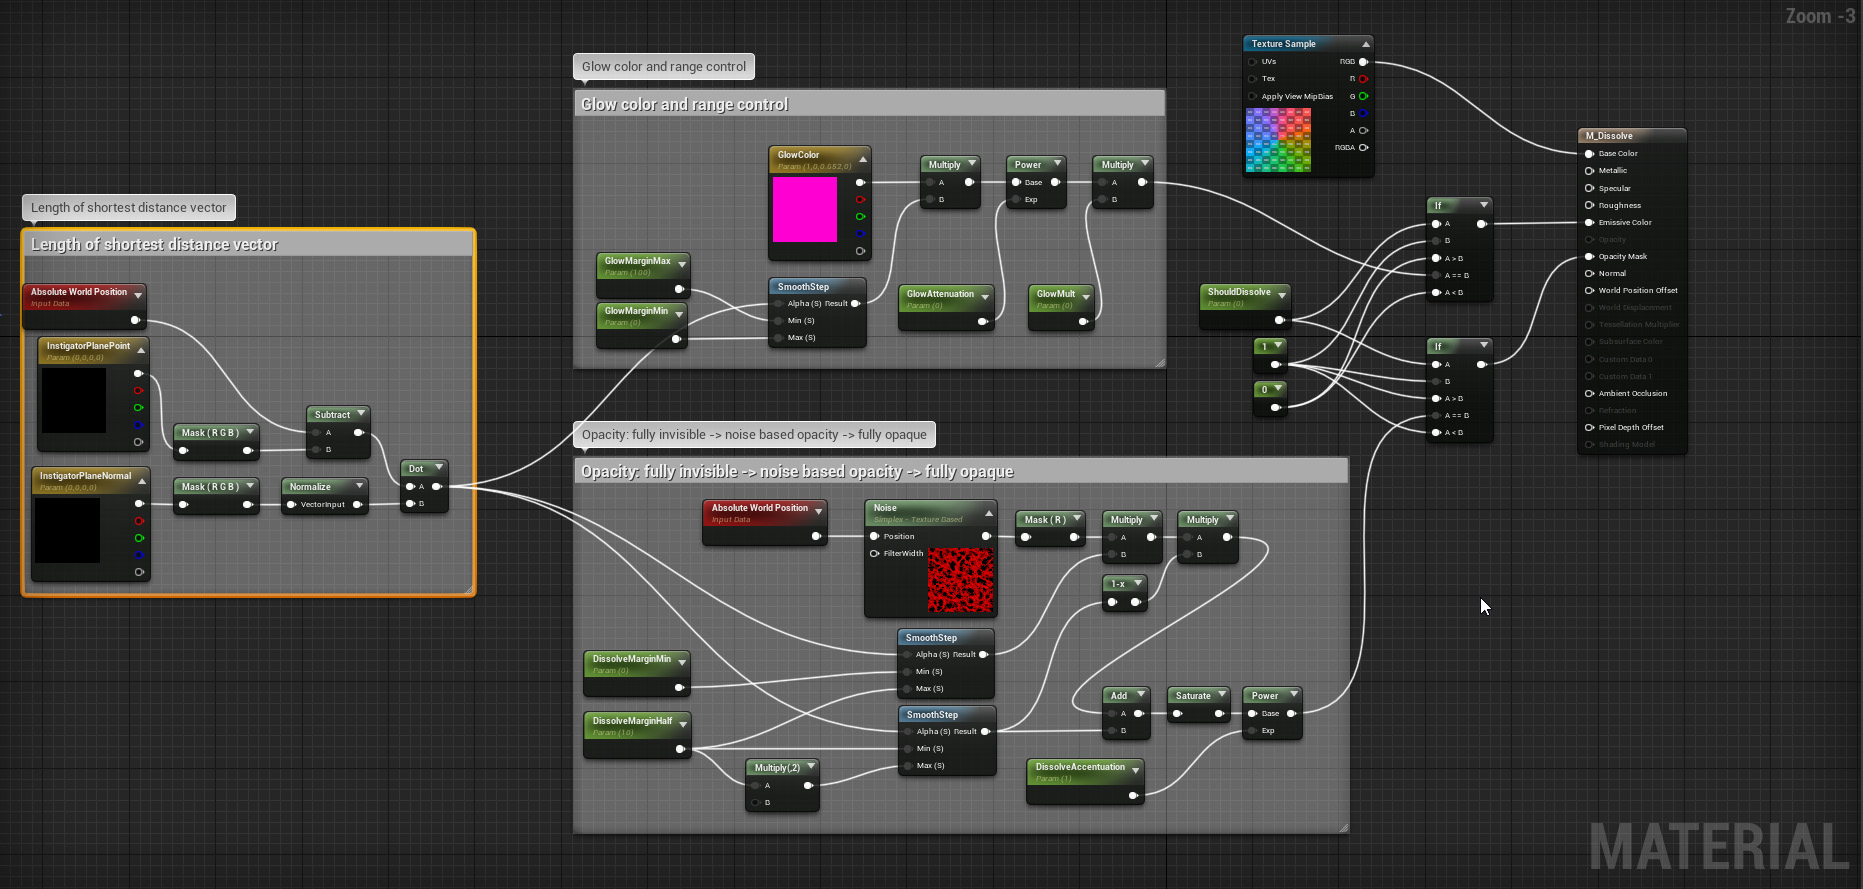 Zoom -3
Length of shortest distance vector
Length of shortest distance vector
Absolute World Position
Input Data
InstigatorPlanePoint
Param (0,0,0,0)
Mask ( R G B )
Subtract
A
B
InstigatorPlaneNormal
Param (0,0,0,0)
Mask ( R G B )
Normalize
VectorInput
Dot
A
B
Glow color and range control
Glow color and range control
GlowColor
Param (1,0,0.652,0)
Multiply
A
B
Power
Base
Exp
Multiply
A
B
GlowMarginMax
Param (100)
GlowMarginMin
Param (0)
SmoothStep
Alpha (S) Result
Min (S)
Max (S)
GlowAttenuation
Param (0)
GlowMult
Param (0)
Opacity: fully invisible -> noise based opacity -> fully opaque
Opacity: fully invisible -> noise based opacity -> fully opaque
Absolute World Position
Input Data
Noise
Simplex - Texture Based
Position
FilterWidth
Mask ( R )
Multiply
A
B
Multiply
A
B
1-x
SmoothStep
Alpha (S) Result
Min (S)
Max (S)
DissolveMarginMin
Param (0)
DissolveMarginHalf
Param (10)
SmoothStep
Alpha (S) Result
Min (S)
Max (S)
Multiply(,2)
A
B
Add
A
B
Saturate
Power
Base
Exp
DissolveAccentuation
Param (1)
Texture Sample
UVs RGB
Tex R
Apply View MipBias G
B
A
RGBA
ShouldDissolve
Param (0)
1
0
If
A
B
A > B
A == B
A < B
If
A
B
A > B
A == B
A < B
M_Dissolve
Base Color
Metallic
Specular
Roughness
Emissive Color
Opacity
Opacity Mask
Normal
World Position Offset
World Displacement
Tessellation Multiplier
Subsurface Color
Custom Data 0
Custom Data 1
Ambient Occlusion
Refraction
Pixel Depth Offset
Shading Model
MATERIAL